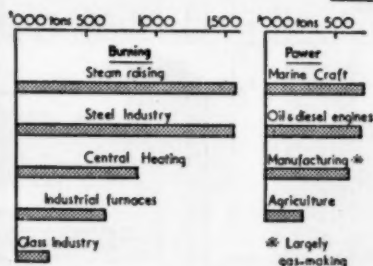 '000 tons 500 1000 1500
Burning
Steam raising
Steel Industry
Central Heating
Industrial furnaces
Glass Industry
'000 tons 500
Power
Marine Craft
Oil & diesel engines
Manufacturing *
Agriculture
* Largely
gas-making